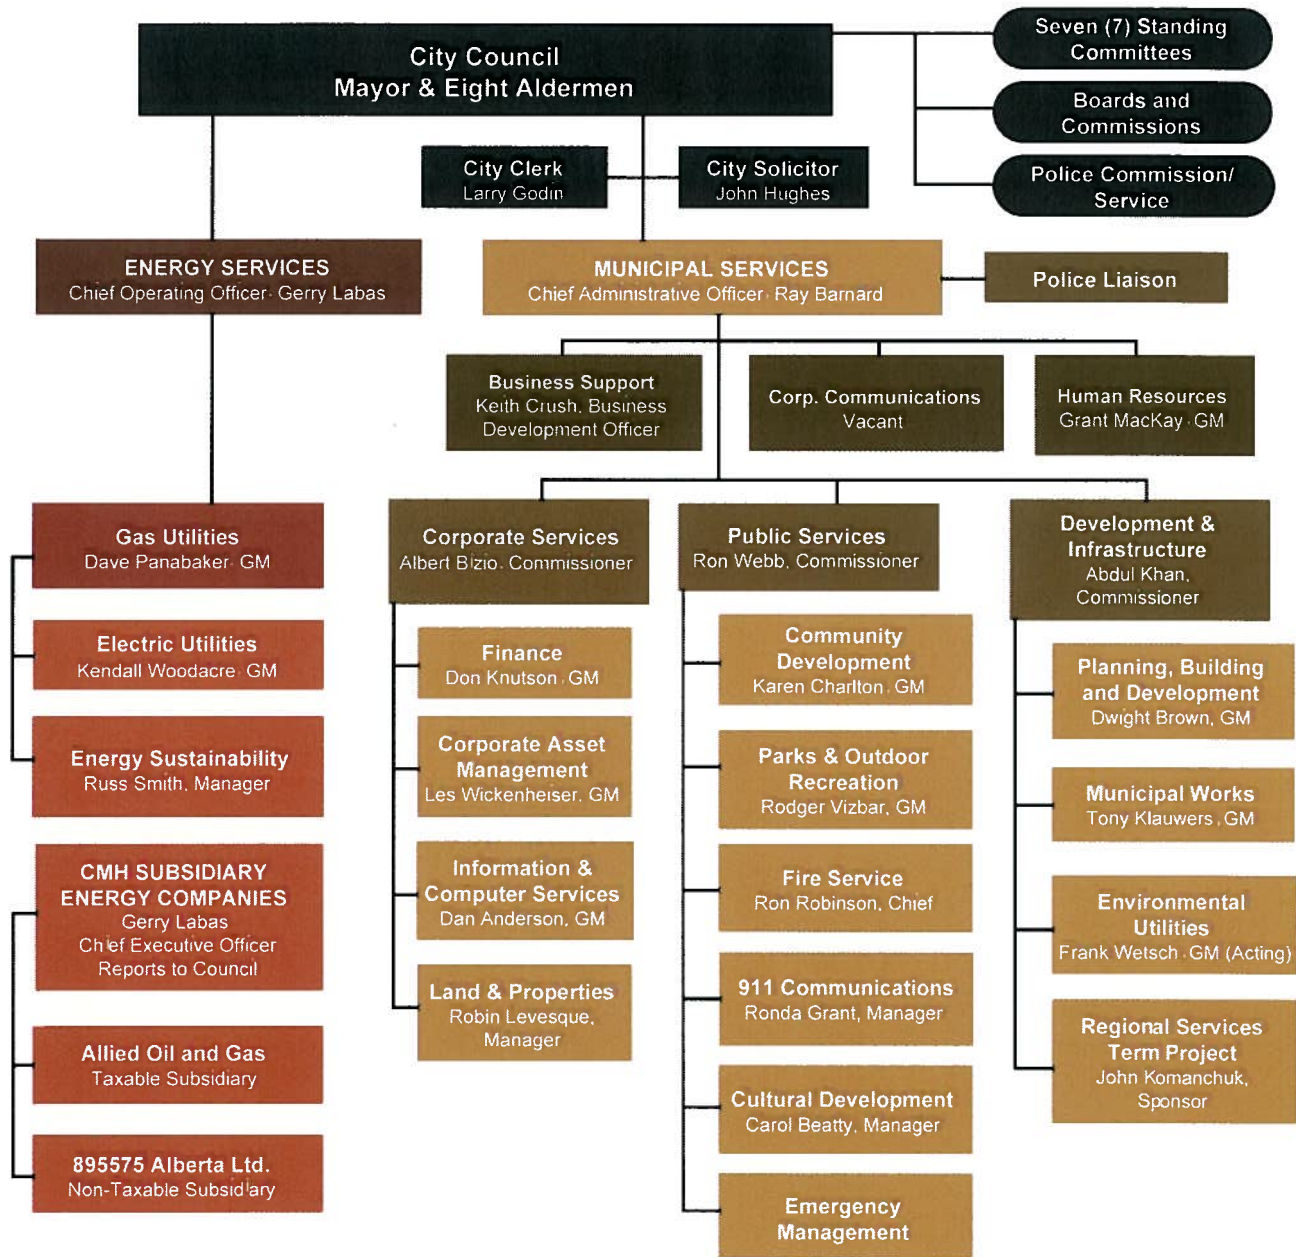 City Council
Mayor & Eight Aldermen
Seven (7) Standing
Committees
Boards and
Commissions
Police Commission/
Service
City Clerk
Larry Godin
City Solicitor
John Hughes
ENERGY SERVICES
Chief Operating Officer· Gerry Labas
MUNICIPAL SERVICES
Chief Administrative Officer· Ray Barnard
Police Liaison
Business Support
Keith Crush, Business
Development Officer
Corp. Communications
Vacant
Human Resources
Grant MacKay· GM
Gas Utilities
Dave Panabaker· GM
Electric Utilities
Kendall Woodacre· GM
Energy Sustainability
Russ Smith, Manager
CMH SUBSIDIARY
ENERGY COMPANIES
Gerry Labas
Chief Executive Officer
Reports to Council
Allied Oil and Gas
Taxable Subsidiary
895575 Alberta Ltd.
Non-Taxable Subsidiary
Corporate Services
Albert Bizio, Commissioner
Finance
Don Knutson, GM
Corporate Asset
Management
Les Wickenheiser, GM
Information &
Computer Services
Dan Anderson, GM
Land & Properties
Robin Levesque,
Manager
Public Services
Ron Webb, Commissioner
Community
Development
Karen Charlton, GM
Parks & Outdoor
Recreation
Rodger Vizbar, GM
Fire Service
Ron Robinson, Chief
911 Communications
Ronda Grant, Manager
Cultural Development
Carol Beatty, Manager
Emergency
Management
Development &
Infrastructure
Abdul Khan,
Commissioner
Planning, Building
and Development
Dwight Brown, GM
Municipal Works
Tony Klauwers, GM
Environmental
Utilities
Frank Wetsch· GM (Acting)
Regional Services
Term Project
John Komanchuk,
Sponsor